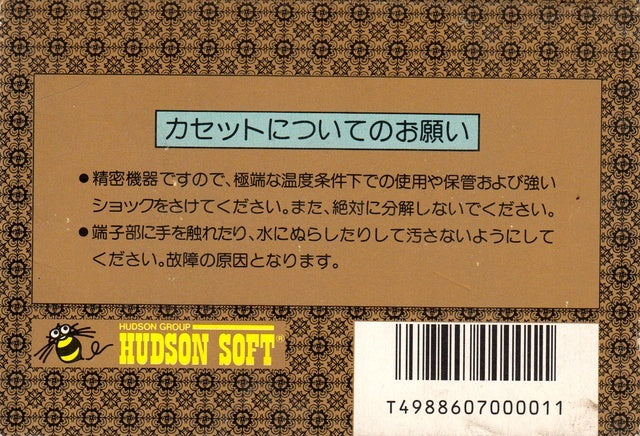 カセットについてのお願い
●精密機器ですので、極端な温度条件下での使用や保管および強い
ショックをさけてください。また、絶対に分解しないでください。
●端子部に手を触れたり、水にぬらしたりして汚さないようにして
ください。故障の原因となります。
HUDSON GROUP
HUDSON SOFT®
T4988607000011